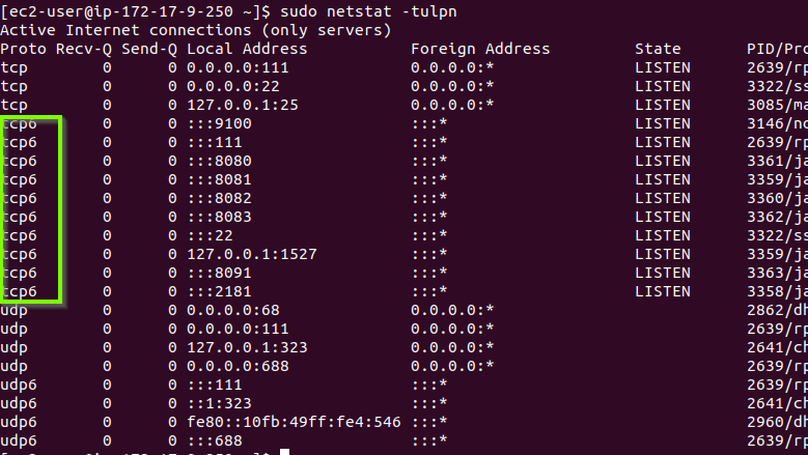 [ec2-user@ip-172-17-9-250 ~]$ sudo netstat -tulpn
Active Internet connections (only servers)
Proto Recv-Q Send-Q Local Address Foreign Address State PID/Pro
tcp 0 0 0.0.0.0:111 0.0.0.0:* LISTEN 2639/rp
tcp 0 0 0.0.0.0:22 0.0.0.0:* LISTEN 3322/ss
tcp 0 0 127.0.0.1:25 0.0.0.0:* LISTEN 3085/ma
tcp6 0 0 :::9100 :::* LISTEN 3146/no
tcp6 0 0 :::111 :::* LISTEN 2639/rp
tcp6 0 0 :::8080 :::* LISTEN 3361/ja
tcp6 0 0 :::8081 :::* LISTEN 3359/ja
tcp6 0 0 :::8082 :::* LISTEN 3360/ja
tcp6 0 0 :::8083 :::* LISTEN 3362/ja
tcp6 0 0 :::22 :::* LISTEN 3322/ss
tcp6 0 0 127.0.0.1:1527 :::* LISTEN 3359/ja
tcp6 0 0 :::8091 :::* LISTEN 3363/ja
tcp6 0 0 :::2181 :::* LISTEN 3358/ja
udp 0 0 0.0.0.0:68 0.0.0.0:* 2862/dh
udp 0 0 0.0.0.0:111 0.0.0.0:* 2639/rp
udp 0 0 127.0.0.1:323 0.0.0.0:* 2641/ch
udp 0 0 0.0.0.0:688 0.0.0.0:* 2639/rp
udp6 0 0 :::111 :::* 2639/rp
udp6 0 0 ::1:323 :::* 2641/ch
udp6 0 0 fe80::10fb:49ff:fe4:546 :::* 2960/dh
udp6 0 0 :::688 :::* 2639/rp